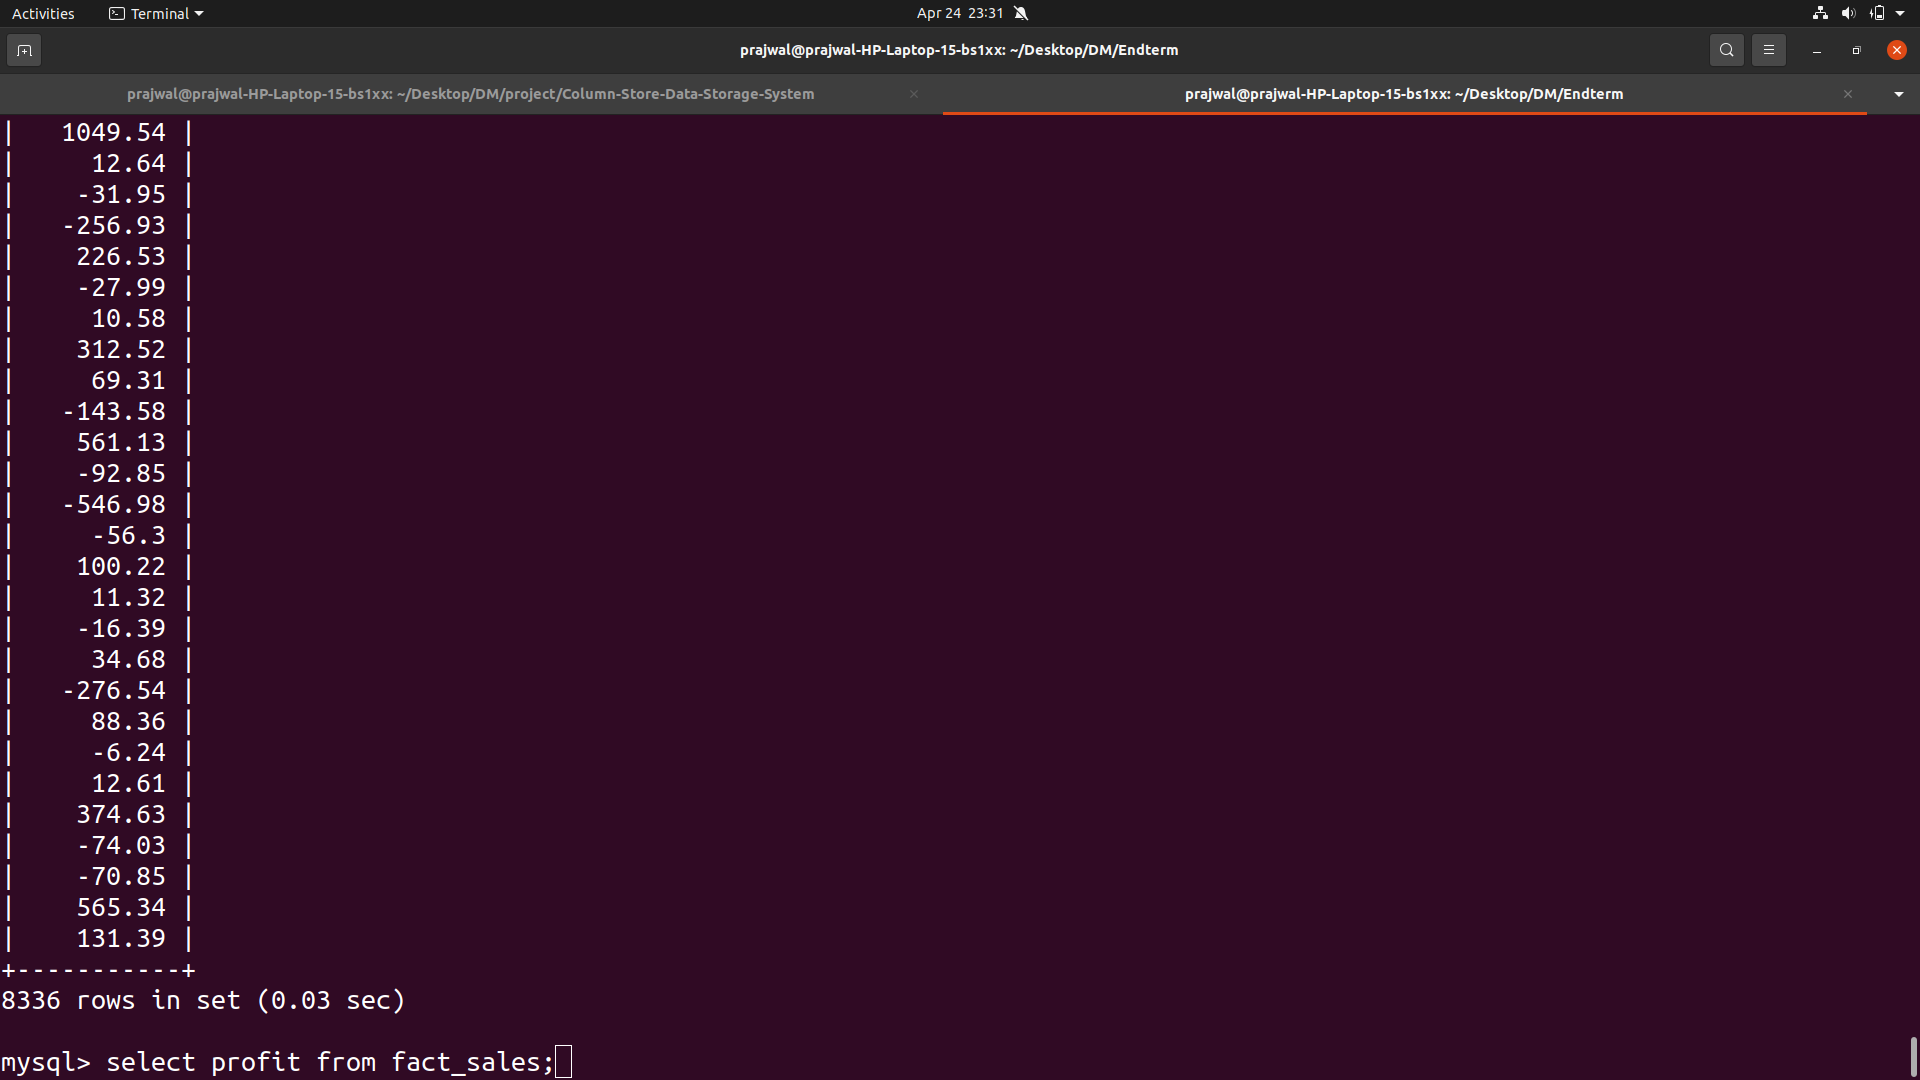 Activities Terminal Apr 24 23:31
prajwal@prajwal-HP-Laptop-15-bs1xx: ~/Desktop/DM/Endterm
prajwal@prajwal-HP-Laptop-15-bs1xx: ~/Desktop/DM/project/Column-Store-Data-Storage-System prajwal@prajwal-HP-Laptop-15-bs1xx: ~/Desktop/DM/Endterm
|   1049.54 |
|     12.64 |
|    -31.95 |
|   -256.93 |
|    226.53 |
|    -27.99 |
|     10.58 |
|    312.52 |
|     69.31 |
|   -143.58 |
|    561.13 |
|    -92.85 |
|   -546.98 |
|     -56.3 |
|    100.22 |
|     11.32 |
|    -16.39 |
|     34.68 |
|   -276.54 |
|     88.36 |
|     -6.24 |
|     12.61 |
|    374.63 |
|    -74.03 |
|    -70.85 |
|    565.34 |
|    131.39 |
+-----------+
8336 rows in set (0.03 sec)
mysql> select profit from fact_sales;